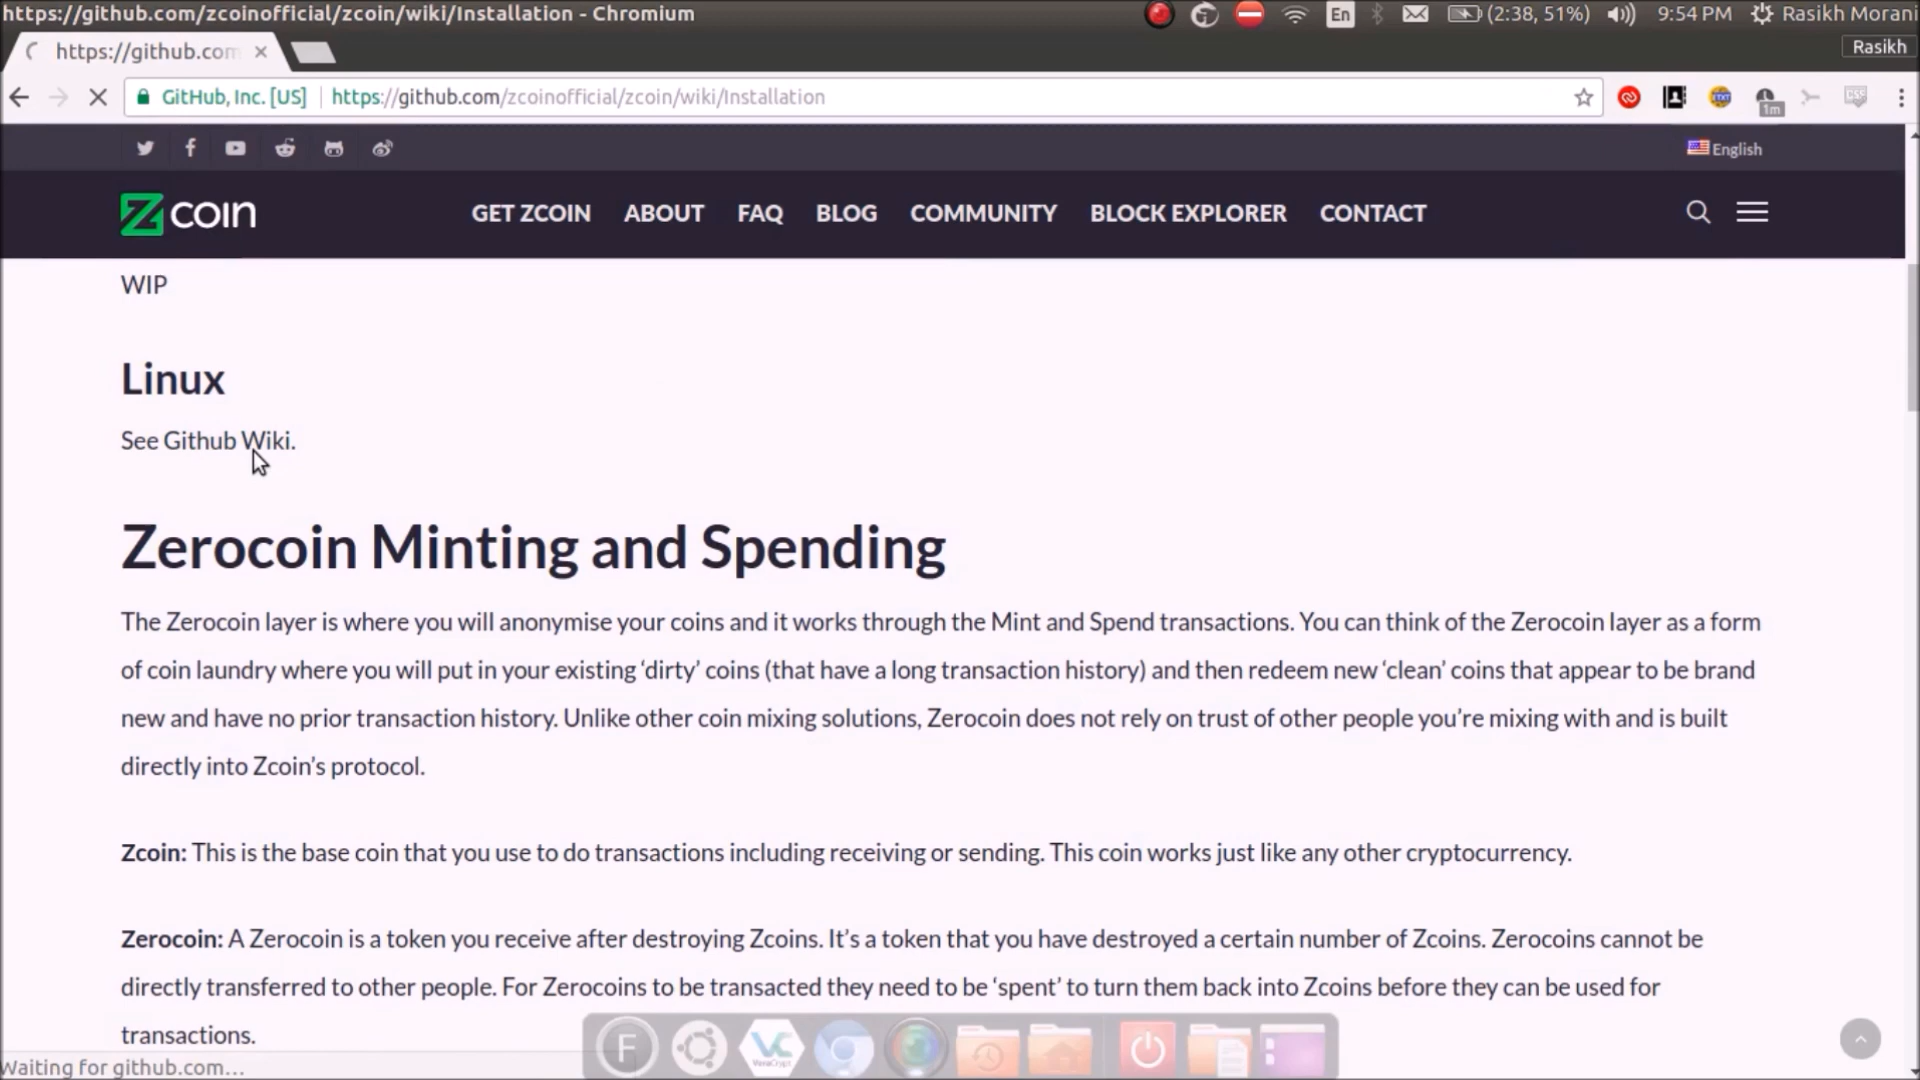 https://github.com/zcoinofficial/zcoin/wiki/Installation - Chromium
En
(2:38, 51%)
9:54 PM
Rasikh Morani
https://github.com
Rasikh
GitHub, Inc. [US]
https://github.com/zcoinofficial/zcoin/wiki/Installation
1m
English
Zcoin
GET ZCOIN
ABOUT
FAQ
BLOG
COMMUNITY
BLOCK EXPLORER
CONTACT
WIP
Linux
See Github Wiki.
Zerocoin Minting and Spending
The Zerocoin layer is where you will anonymise your coins and it works through the Mint and Spend transactions. You can think of the Zerocoin layer as a form
of coin laundry where you will put in your existing ‘dirty’ coins (that have a long transaction history) and then redeem new ‘clean’ coins that appear to be brand
new and have no prior transaction history. Unlike other coin mixing solutions, Zerocoin does not rely on trust of other people you’re mixing with and is built
directly into Zcoin’s protocol.
Zcoin: This is the base coin that you use to do transactions including receiving or sending. This coin works just like any other cryptocurrency.
Zerocoin: A Zerocoin is a token you receive after destroying Zcoins. It’s a token that you have destroyed a certain number of Zcoins. Zerocoins cannot be
directly transferred to other people. For Zerocoins to be transacted they need to be ‘spent’ to turn them back into Zcoins before they can be used for
transactions.
F
VeraCrypt
Waiting for github.com...